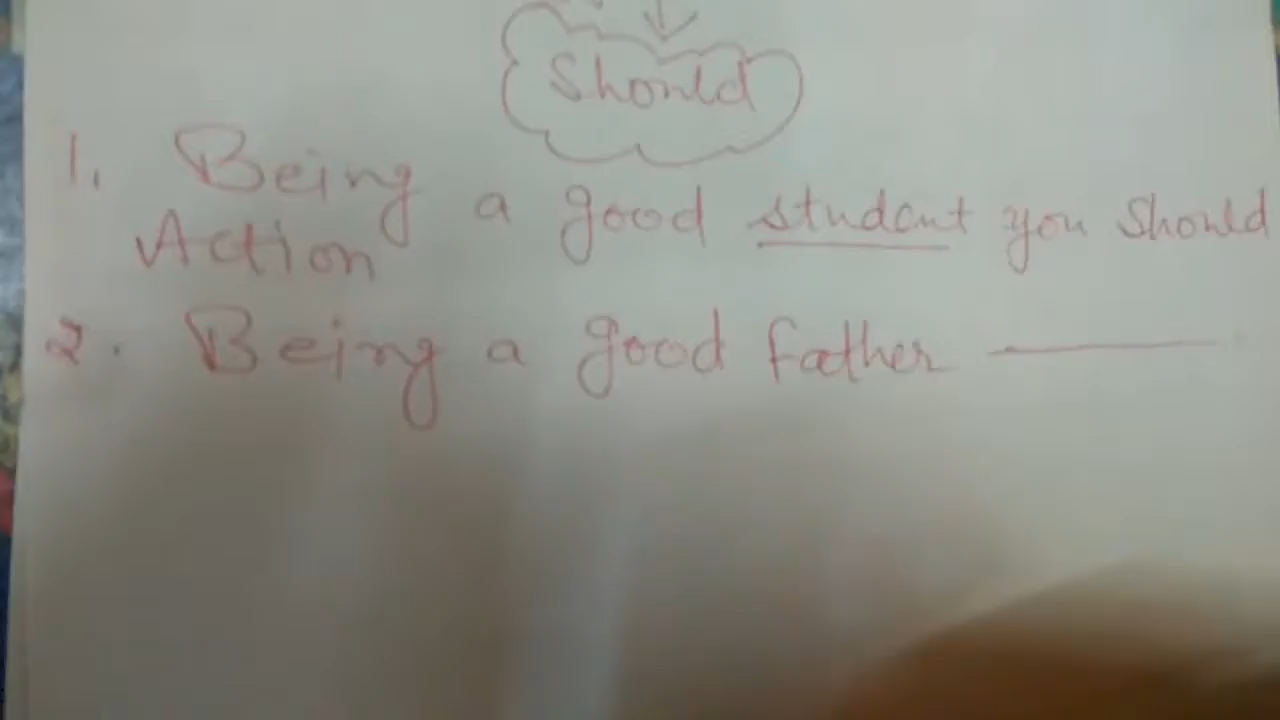 Should
1. Being a good student you should
Action
2. Being a good father